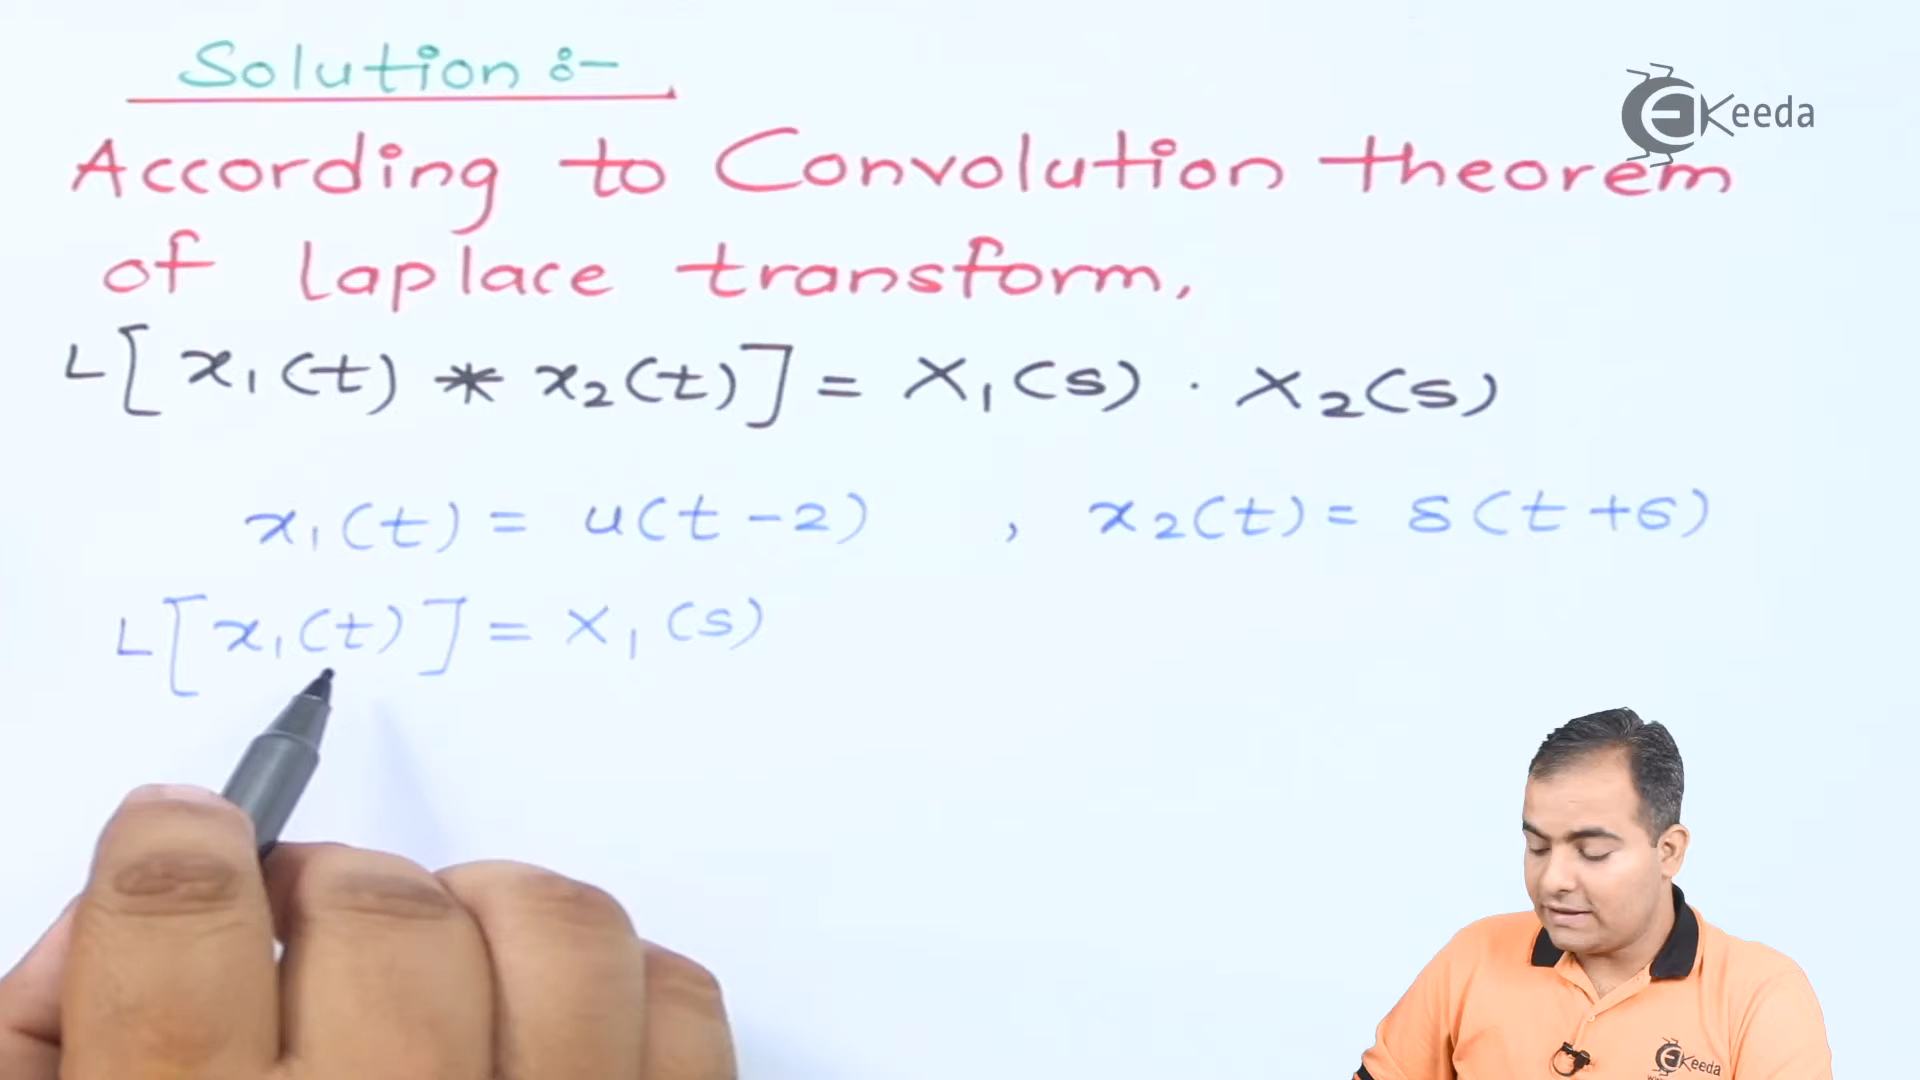 Solution :-
EKeeda
According to Convolution theorem
of Laplace transform,
L[x₁(t) * x₂(t)] = X₁(s) · X₂(s)
x₁(t) = u(t-2) , x₂(t) = δ(t+6)
L[x₁(t)] = X₁(s)
EKeeda